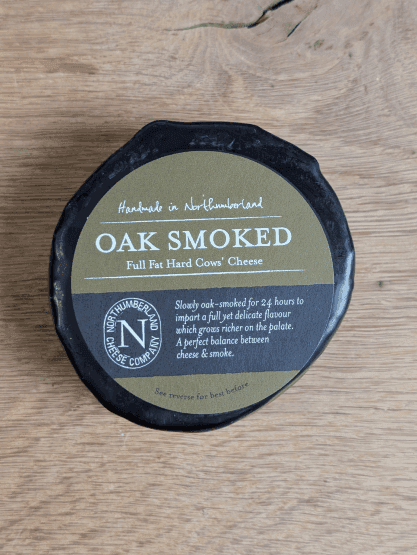 Handmade in Northumberland
OAK SMOKED
Full Fat Hard Cows' Cheese
Slowly oak-smoked for 24 hours to
impart a full yet delicate flavour
which grows richer on the palate.
A perfect balance between
cheese & smoke.
NORTHUMBERLAND
N
CHEESE COMPANY
See reverse for best before